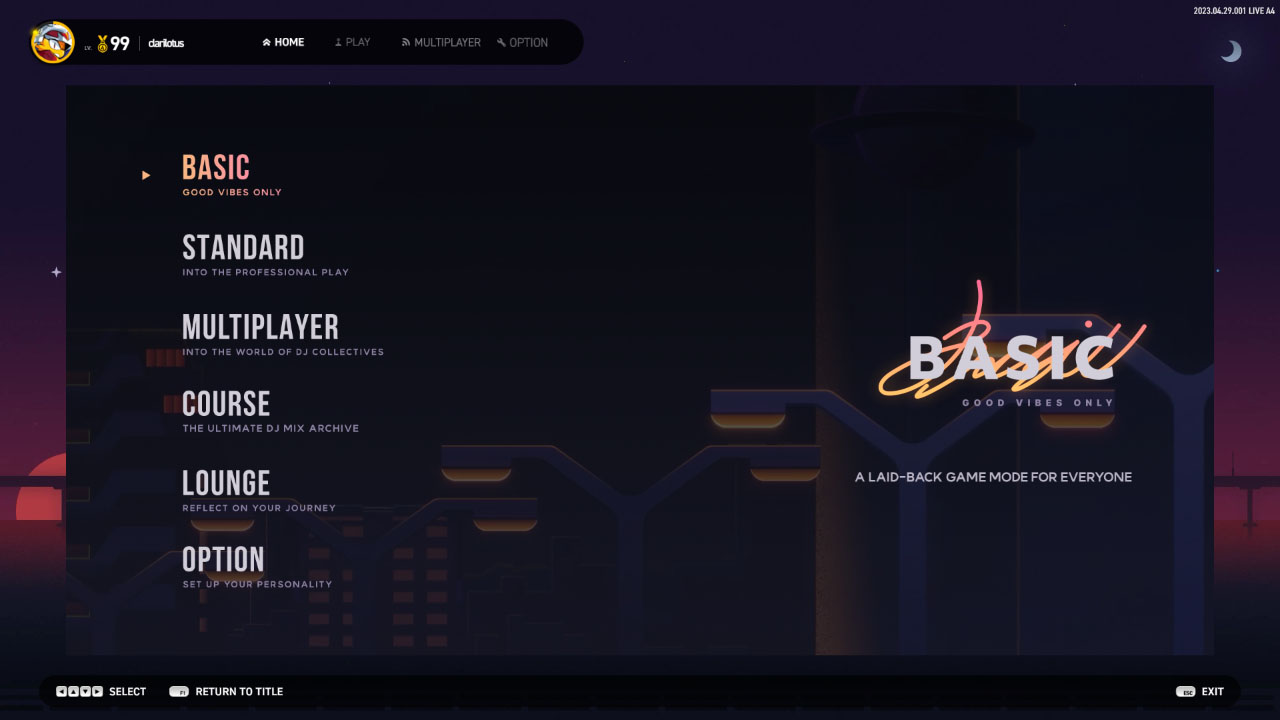 2023.04.29.001 LIVE A4
LV. 99 darilotus HOME PLAY MULTIPLAYER OPTION
BASIC
GOOD VIBES ONLY
STANDARD
INTO THE PROFESSIONAL PLAY
MULTIPLAYER
INTO THE WORLD OF DJ COLLECTIVES
COURSE
THE ULTIMATE DJ MIX ARCHIVE
LOUNGE
REFLECT ON YOUR JOURNEY
OPTION
SET UP YOUR PERSONALITY
Basic
BASIC
GOOD VIBES ONLY
A LAID-BACK GAME MODE FOR EVERYONE
SELECT F1 RETURN TO TITLE ESC EXIT